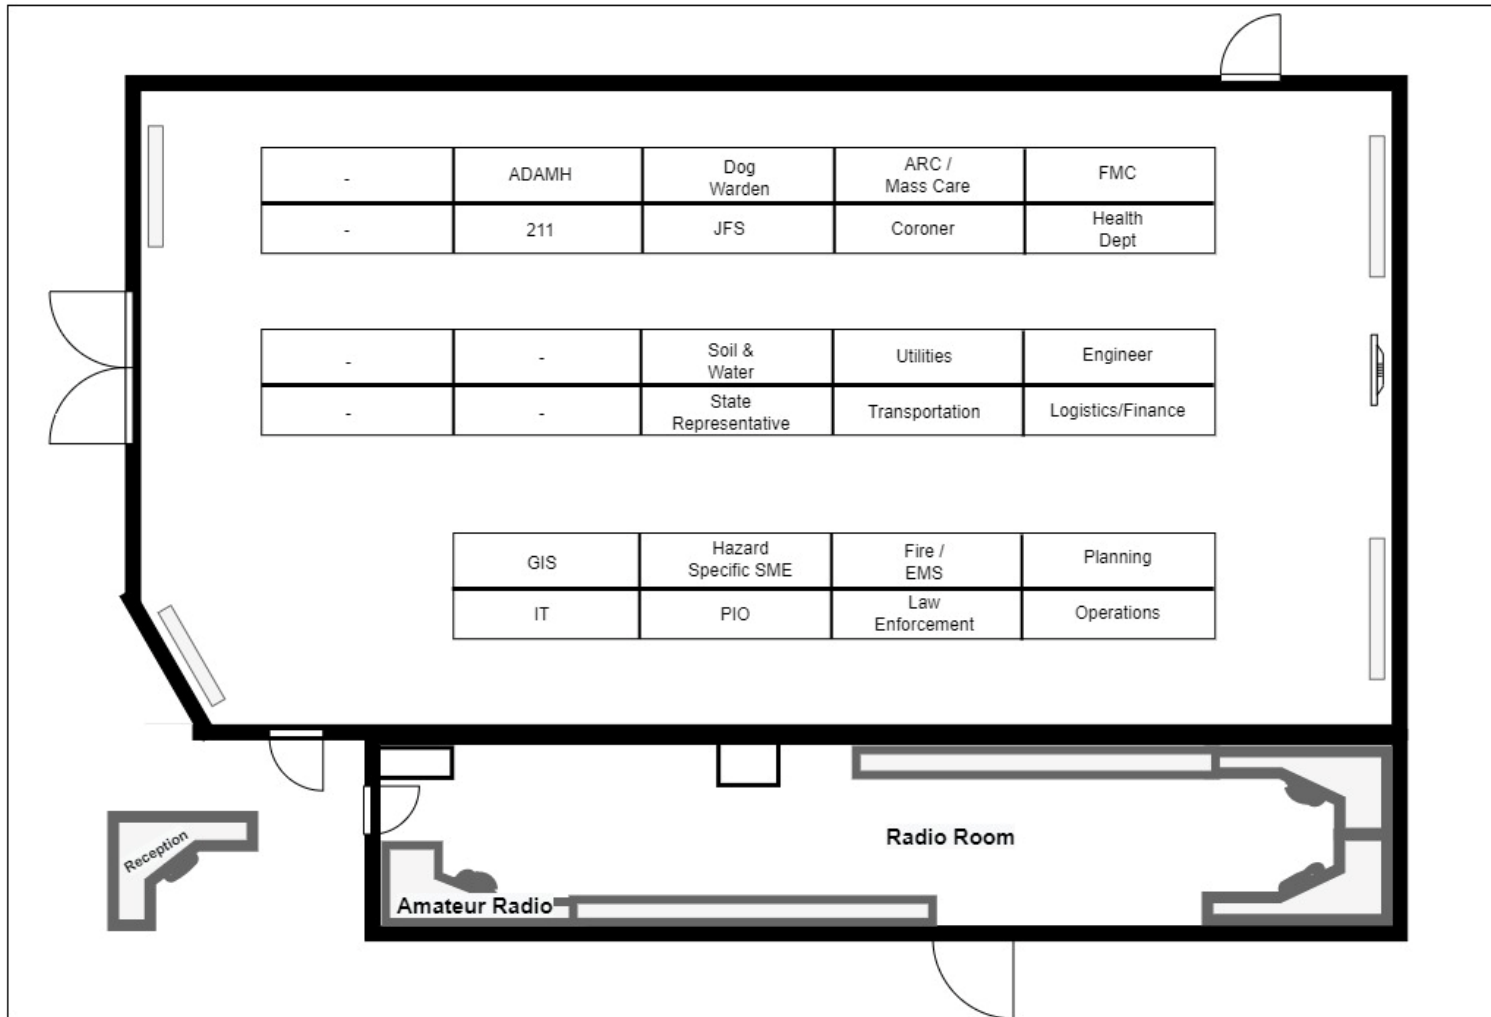 -
ADAMH
Dog
Warden
ARC /
Mass Care
FMC
-
211
JFS
Coroner
Health
Dept
-
-
Soil &
Water
Utilities
Engineer
-
-
State
Representative
Transportation
Logistics/Finance
GIS
Hazard
Specific SME
Fire /
EMS
Planning
IT
PIO
Law
Enforcement
Operations
Reception
Radio Room
Amateur Radio